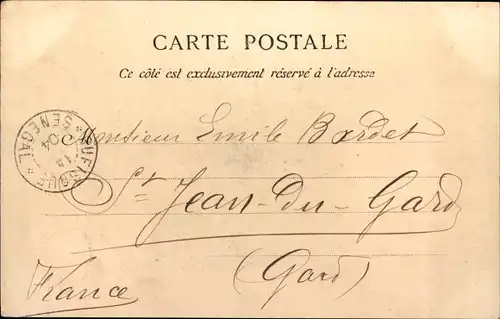 CARTE POSTALE
Ce côté est exclusivement réservé à l'adresse
RUFISQUE
04
SENEGAL
Monsieur Emile Bardet
St Jean-du-Gard
(Gard)
France